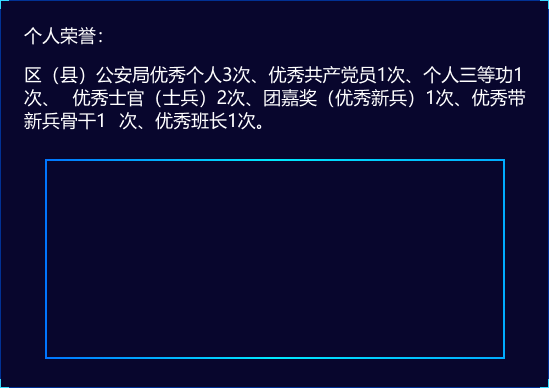 个人荣誉：
区（县）公安局优秀个人3次、优秀共产党员1次、个人三等功1
次、 优秀士官（士兵）2次、团嘉奖（优秀新兵）1次、优秀带
新兵骨干1 次、优秀班长1次。